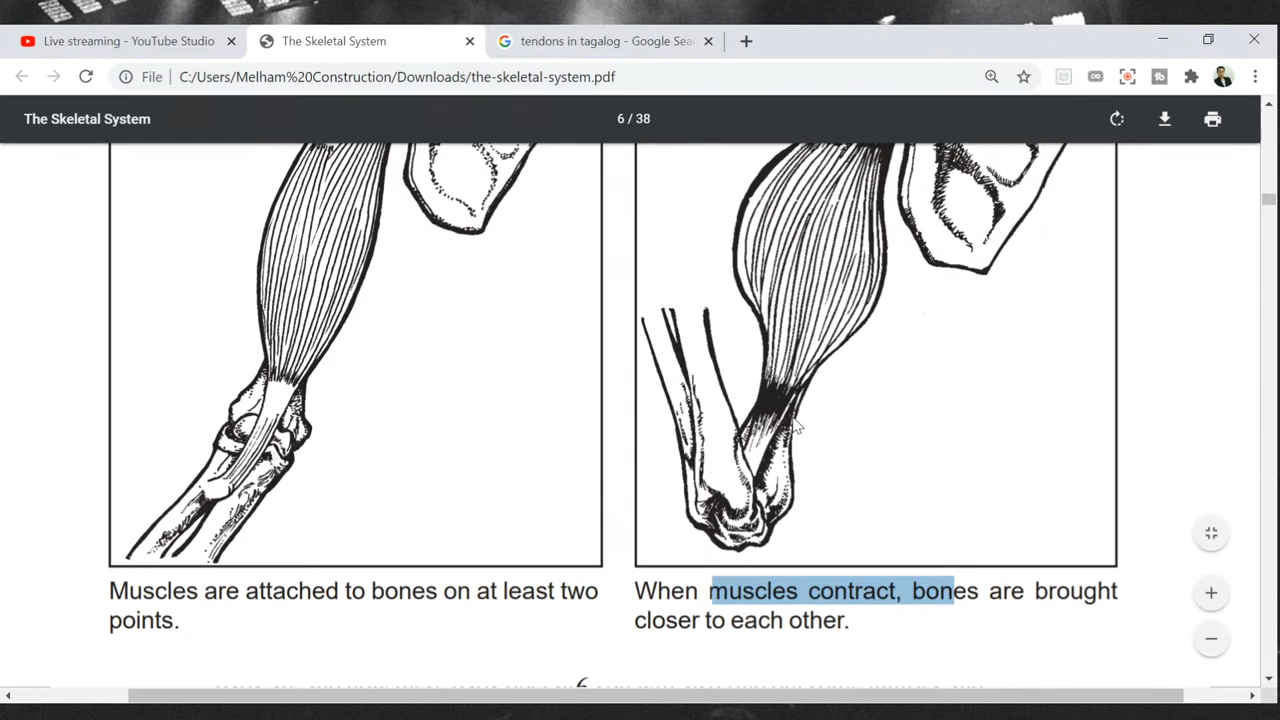 Live streaming - YouTube Studio
The Skeletal System
tendons in tagalog - Google Sea
File
C:/Users/Melham%20Construction/Downloads/the-skeletal-system.pdf
The Skeletal System
6 / 38
Muscles are attached to bones on at least two
points.
When muscles contract, bones are brought
closer to each other.
6